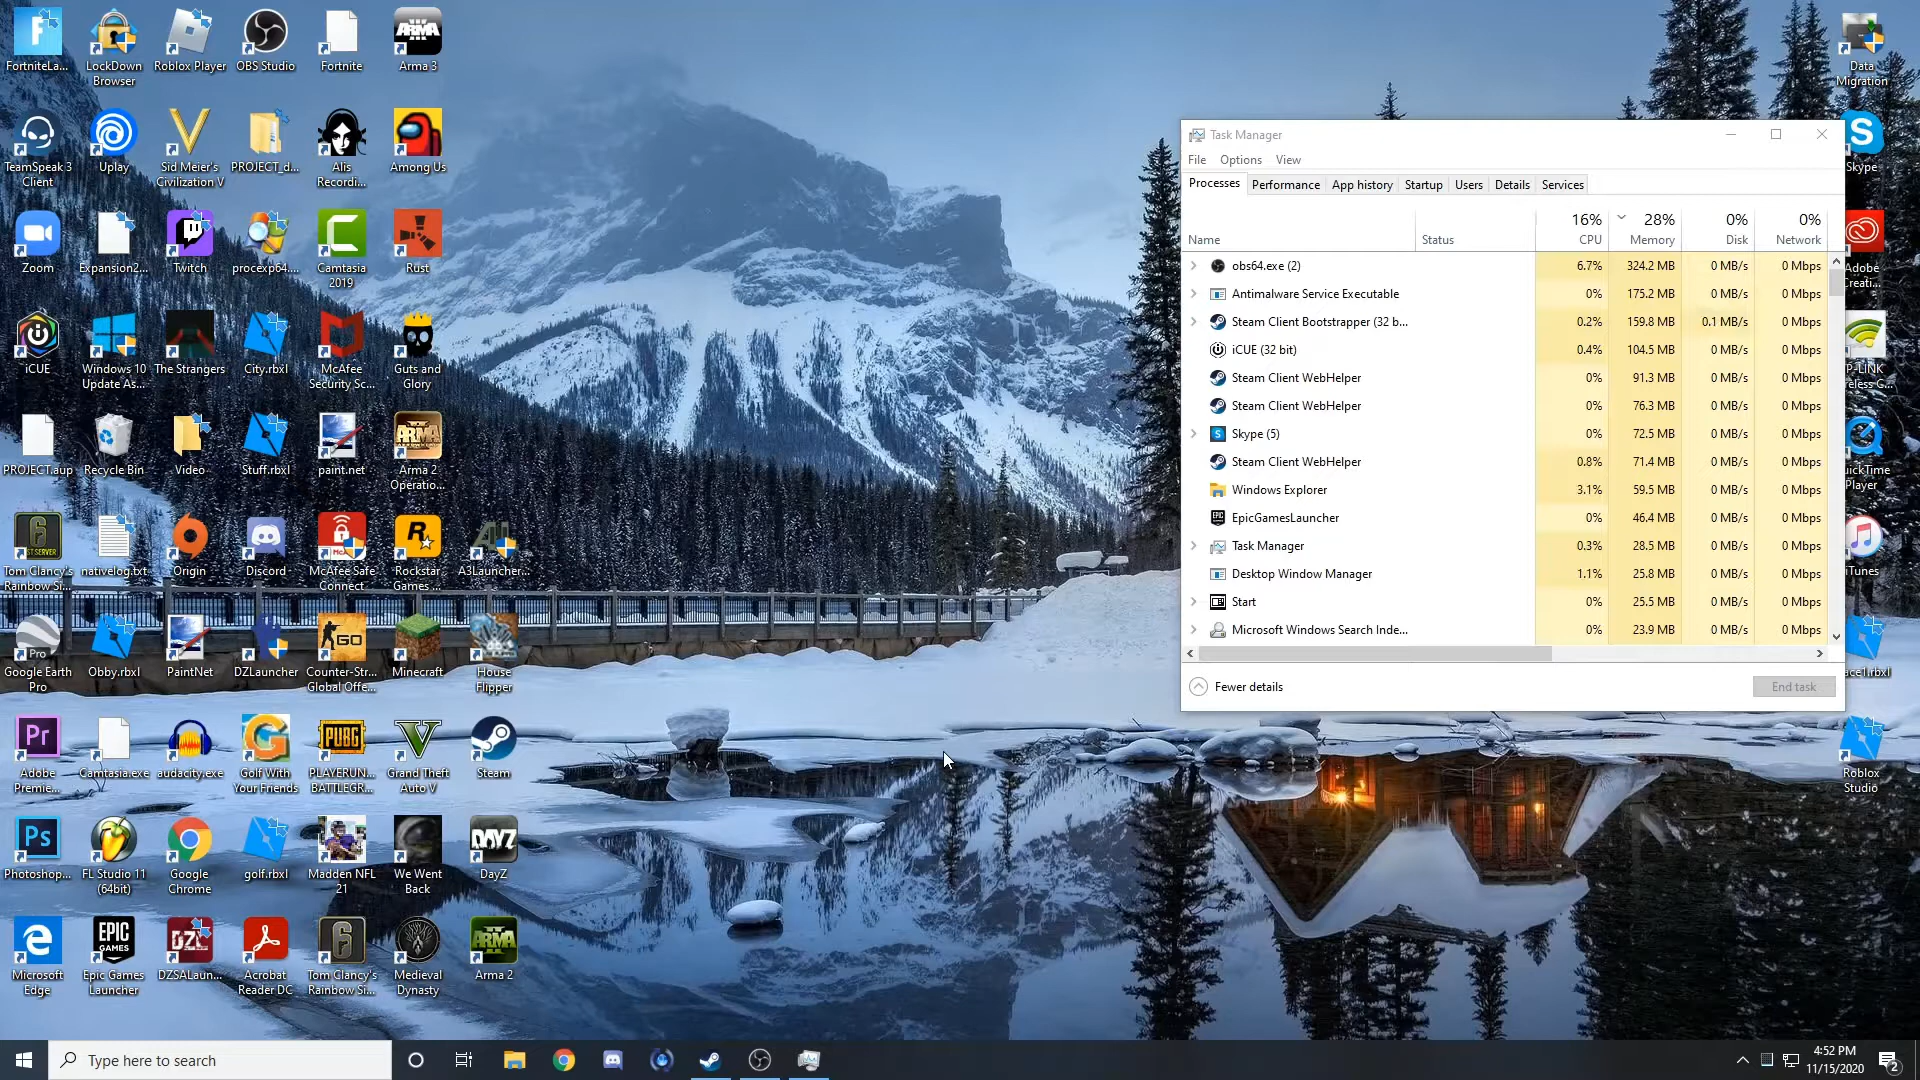 FortniteLa...
LockDown
Browser
Roblox Player
OBS Studio
Fortnite
Arma 3
TeamSpeak 3
Client
Uplay
Sid Meier's
Civilization V
PROJECT_d...
Alis
Recordi...
Among Us
Zoom
Expansion2...
Twitch
procexp64....
Camtasia
2019
Rust
iCUE
Windows 10
Update As...
The Strangers
City.rbxl
McAfee
Security Sc...
Guts and
Glory
PROJECT.aup
Recycle Bin
Video
Stuff.rbxl
paint.net
Arma 2
Operatio...
Tom Clancy's
Rainbow Si...
nativelog.txt
Origin
Discord
McAfee Safe
Connect
Rockstar
Games ...
A3Launcher...
Google Earth
Pro
Obby.rbxl
PaintNet
DZLauncher
Counter-Str...
Global Offe...
Minecraft
House
Flipper
Adobe
Premie...
Camtasia.exe
audacity.exe
Golf With
Your Friends
PLAYERUN...
BATTLEGR...
Grand Theft
Auto V
Steam
Photoshop...
FL Studio 11
(64bit)
Google
Chrome
golf.rbxl
Madden NFL
21
We Went
Back
DayZ
Microsoft
Edge
Epic Games
Launcher
DZSALaun...
Acrobat
Reader DC
Tom Clancy's
Rainbow Si...
Medieval
Dynasty
Arma 2
Data
Migration
Skype
Adobe
Creati...
P-LINK
reless C...
uickTime
Player
iTunes
ace1.rbxl
Roblox
Studio
Task Manager
File Options View
Processes Performance App history Startup Users Details Services
16% 28% 0% 0%
Name Status CPU Memory Disk Network
obs64.exe (2) 6.7% 324.2 MB 0 MB/s 0 Mbps
Antimalware Service Executable 0% 175.2 MB 0 MB/s 0 Mbps
Steam Client Bootstrapper (32 b... 0.2% 159.8 MB 0.1 MB/s 0 Mbps
iCUE (32 bit) 0.4% 104.5 MB 0 MB/s 0 Mbps
Steam Client WebHelper 0% 91.3 MB 0 MB/s 0 Mbps
Steam Client WebHelper 0% 76.3 MB 0 MB/s 0 Mbps
Skype (5) 0% 72.5 MB 0 MB/s 0 Mbps
Steam Client WebHelper 0.8% 71.4 MB 0 MB/s 0 Mbps
Windows Explorer 3.1% 59.5 MB 0 MB/s 0 Mbps
EpicGamesLauncher 0% 46.4 MB 0 MB/s 0 Mbps
Task Manager 0.3% 28.5 MB 0 MB/s 0 Mbps
Desktop Window Manager 1.1% 25.8 MB 0 MB/s 0 Mbps
Start 0% 25.5 MB 0 MB/s 0 Mbps
Microsoft Windows Search Inde... 0% 23.9 MB 0 MB/s 0 Mbps
Fewer details
End task
Type here to search
4:52 PM
11/15/2020
2